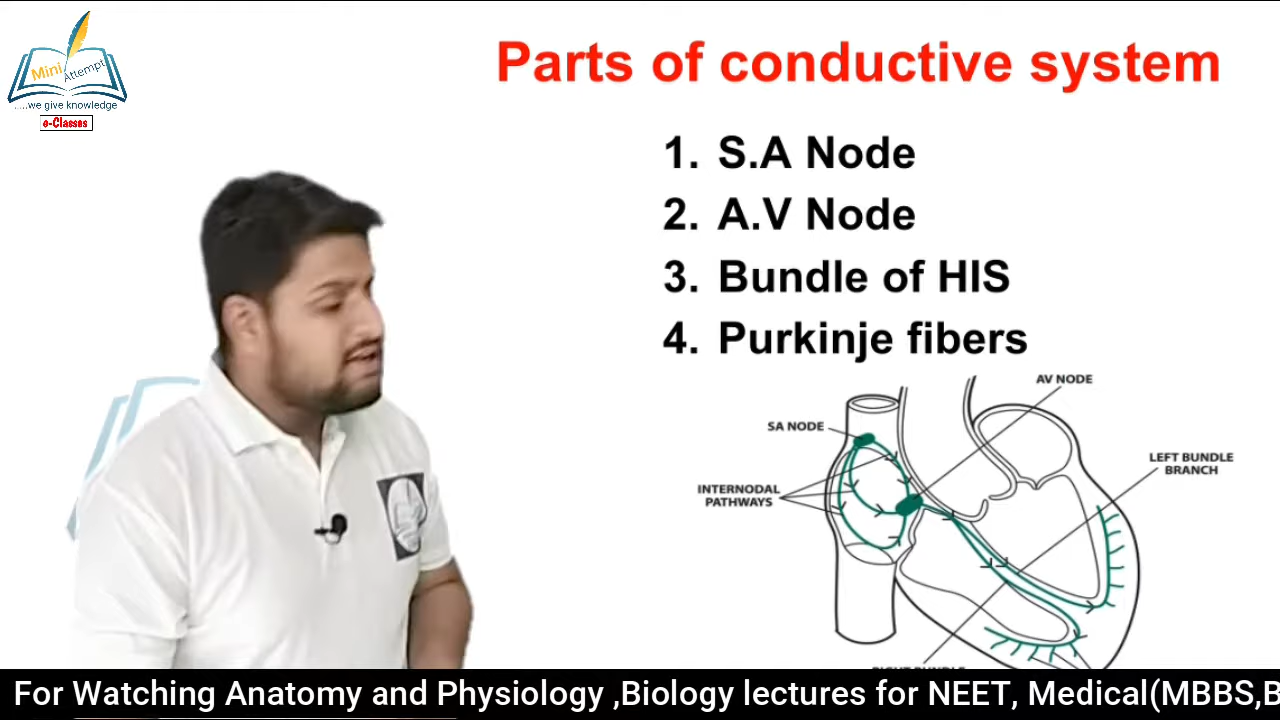 Mini Attempt
....we give knowledge
e-Classes
Parts of conductive system
1. S.A Node
2. A.V Node
3. Bundle of HIS
4. Purkinje fibers
AV NODE
SA NODE
LEFT BUNDLE
BRANCH
INTERNODAL
PATHWAYS
For Watching Anatomy and Physiology ,Biology lectures for NEET, Medical(MBBS,B